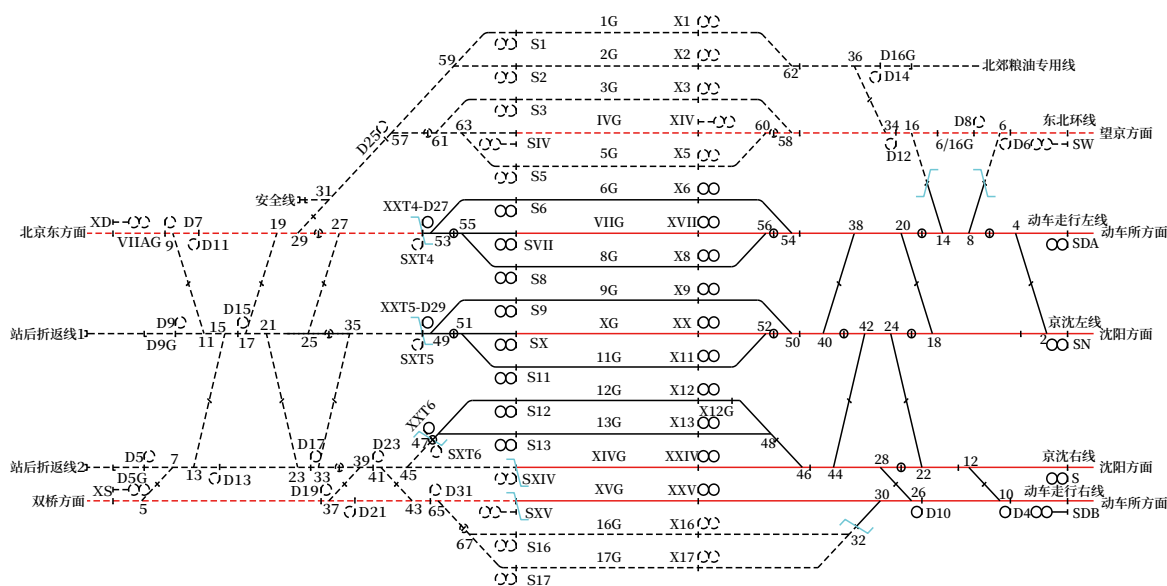 1G X1
S1
59 2G X2 36 D16G
北郊粮油专用线
S2 62 D14
3G X3
S3
D25 63 IVG XIV 60 34 16 D8 6 东北环线
57 61 SIV 58 D12 6/16G D6 SW 望京方面
5G X5
S5
安全线 31 6G X6
XXT4-D27 S6
XD D7 19 27 55 VIIG XVII 56 38 20 4 动车走行左线
北京东方面 动车所方面
VIIAG 9 D11 29 53 SVII 54 14 8 SDA
SXT4 8G X8
S8
9G X9
XXT5-D29 S9
D9 D15 15 21 35 51 XG XX 52 42 24 京沈左线
站后折返线1 沈阳方面
D9G 11 17 25 49 SX 50 40 18 2 SN
SXT5 11G X11
S11
12G X12
XXT6 S12 X12G
13G X13
D17 D23 47 S13 48
SXT6
D5 7 39 XIVG XXIV 28 12 京沈右线
站后折返线2 沈阳方面
D5G 13 D13 23 33 41 45 SXIV 46 44 22 S
XS D19 D31 XVG XXV 30 26 10 动车走行右线
双桥方面 动车所方面
5 37 D21 43 65 SXV D10 D4 SDB
16G X16
67 S16 32
17G X17
S17